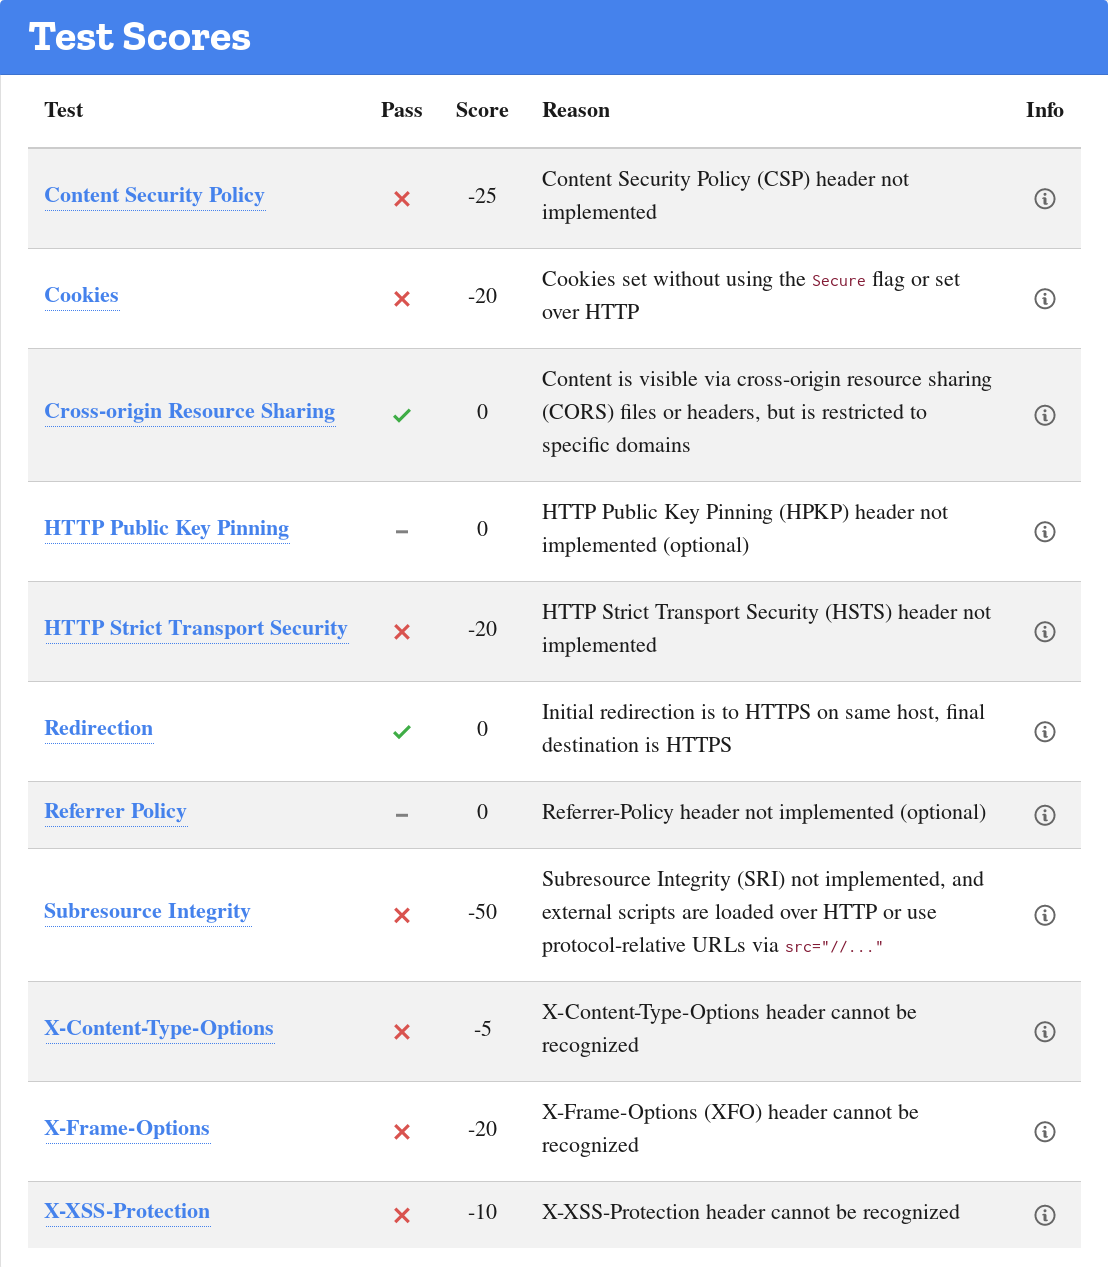 Test Scores
Test Pass Score Reason Info
Content Security Policy -25 Content Security Policy (CSP) header not
implemented
Cookies -20 Cookies set without using the Secure flag or set
over HTTP
Cross-origin Resource Sharing 0 Content is visible via cross-origin resource sharing
(CORS) files or headers, but is restricted to
specific domains
HTTP Public Key Pinning – 0 HTTP Public Key Pinning (HPKP) header not
implemented (optional)
HTTP Strict Transport Security -20 HTTP Strict Transport Security (HSTS) header not
implemented
Redirection 0 Initial redirection is to HTTPS on same host, final
destination is HTTPS
Referrer Policy – 0 Referrer-Policy header not implemented (optional)
Subresource Integrity -50 Subresource Integrity (SRI) not implemented, and
external scripts are loaded over HTTP or use
protocol-relative URLs via src="//..."
X-Content-Type-Options -5 X-Content-Type-Options header cannot be
recognized
X-Frame-Options -20 X-Frame-Options (XFO) header cannot be
recognized
X-XSS-Protection -10 X-XSS-Protection header cannot be recognized